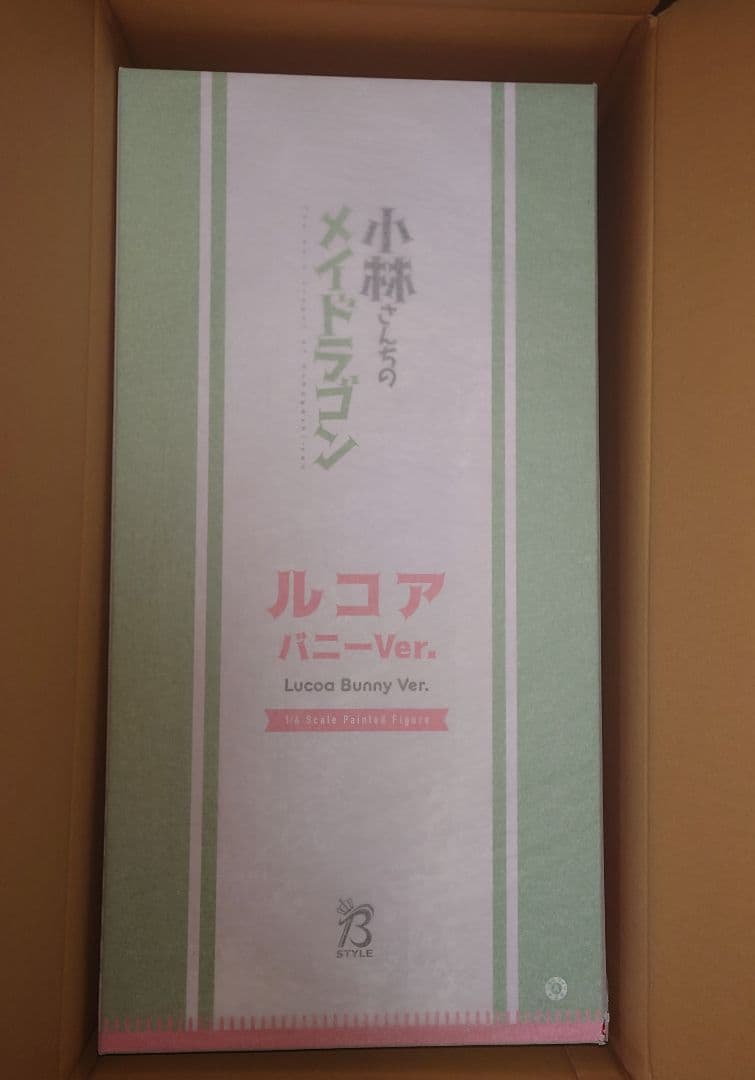 小林さんちの
メイドラゴン
ルコア
バニーVer.
Lucoa Bunny Ver.
1/6 Scale Painted Figure
B
STYLE